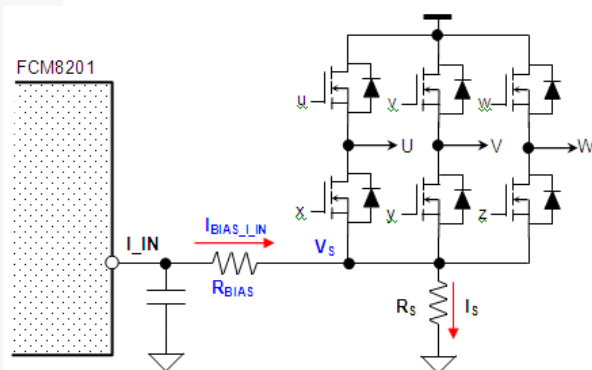 FCM8201
u v w
U V W
x y z
I_IN
IBIAS_I_IN
VS
RBIAS
RS IS